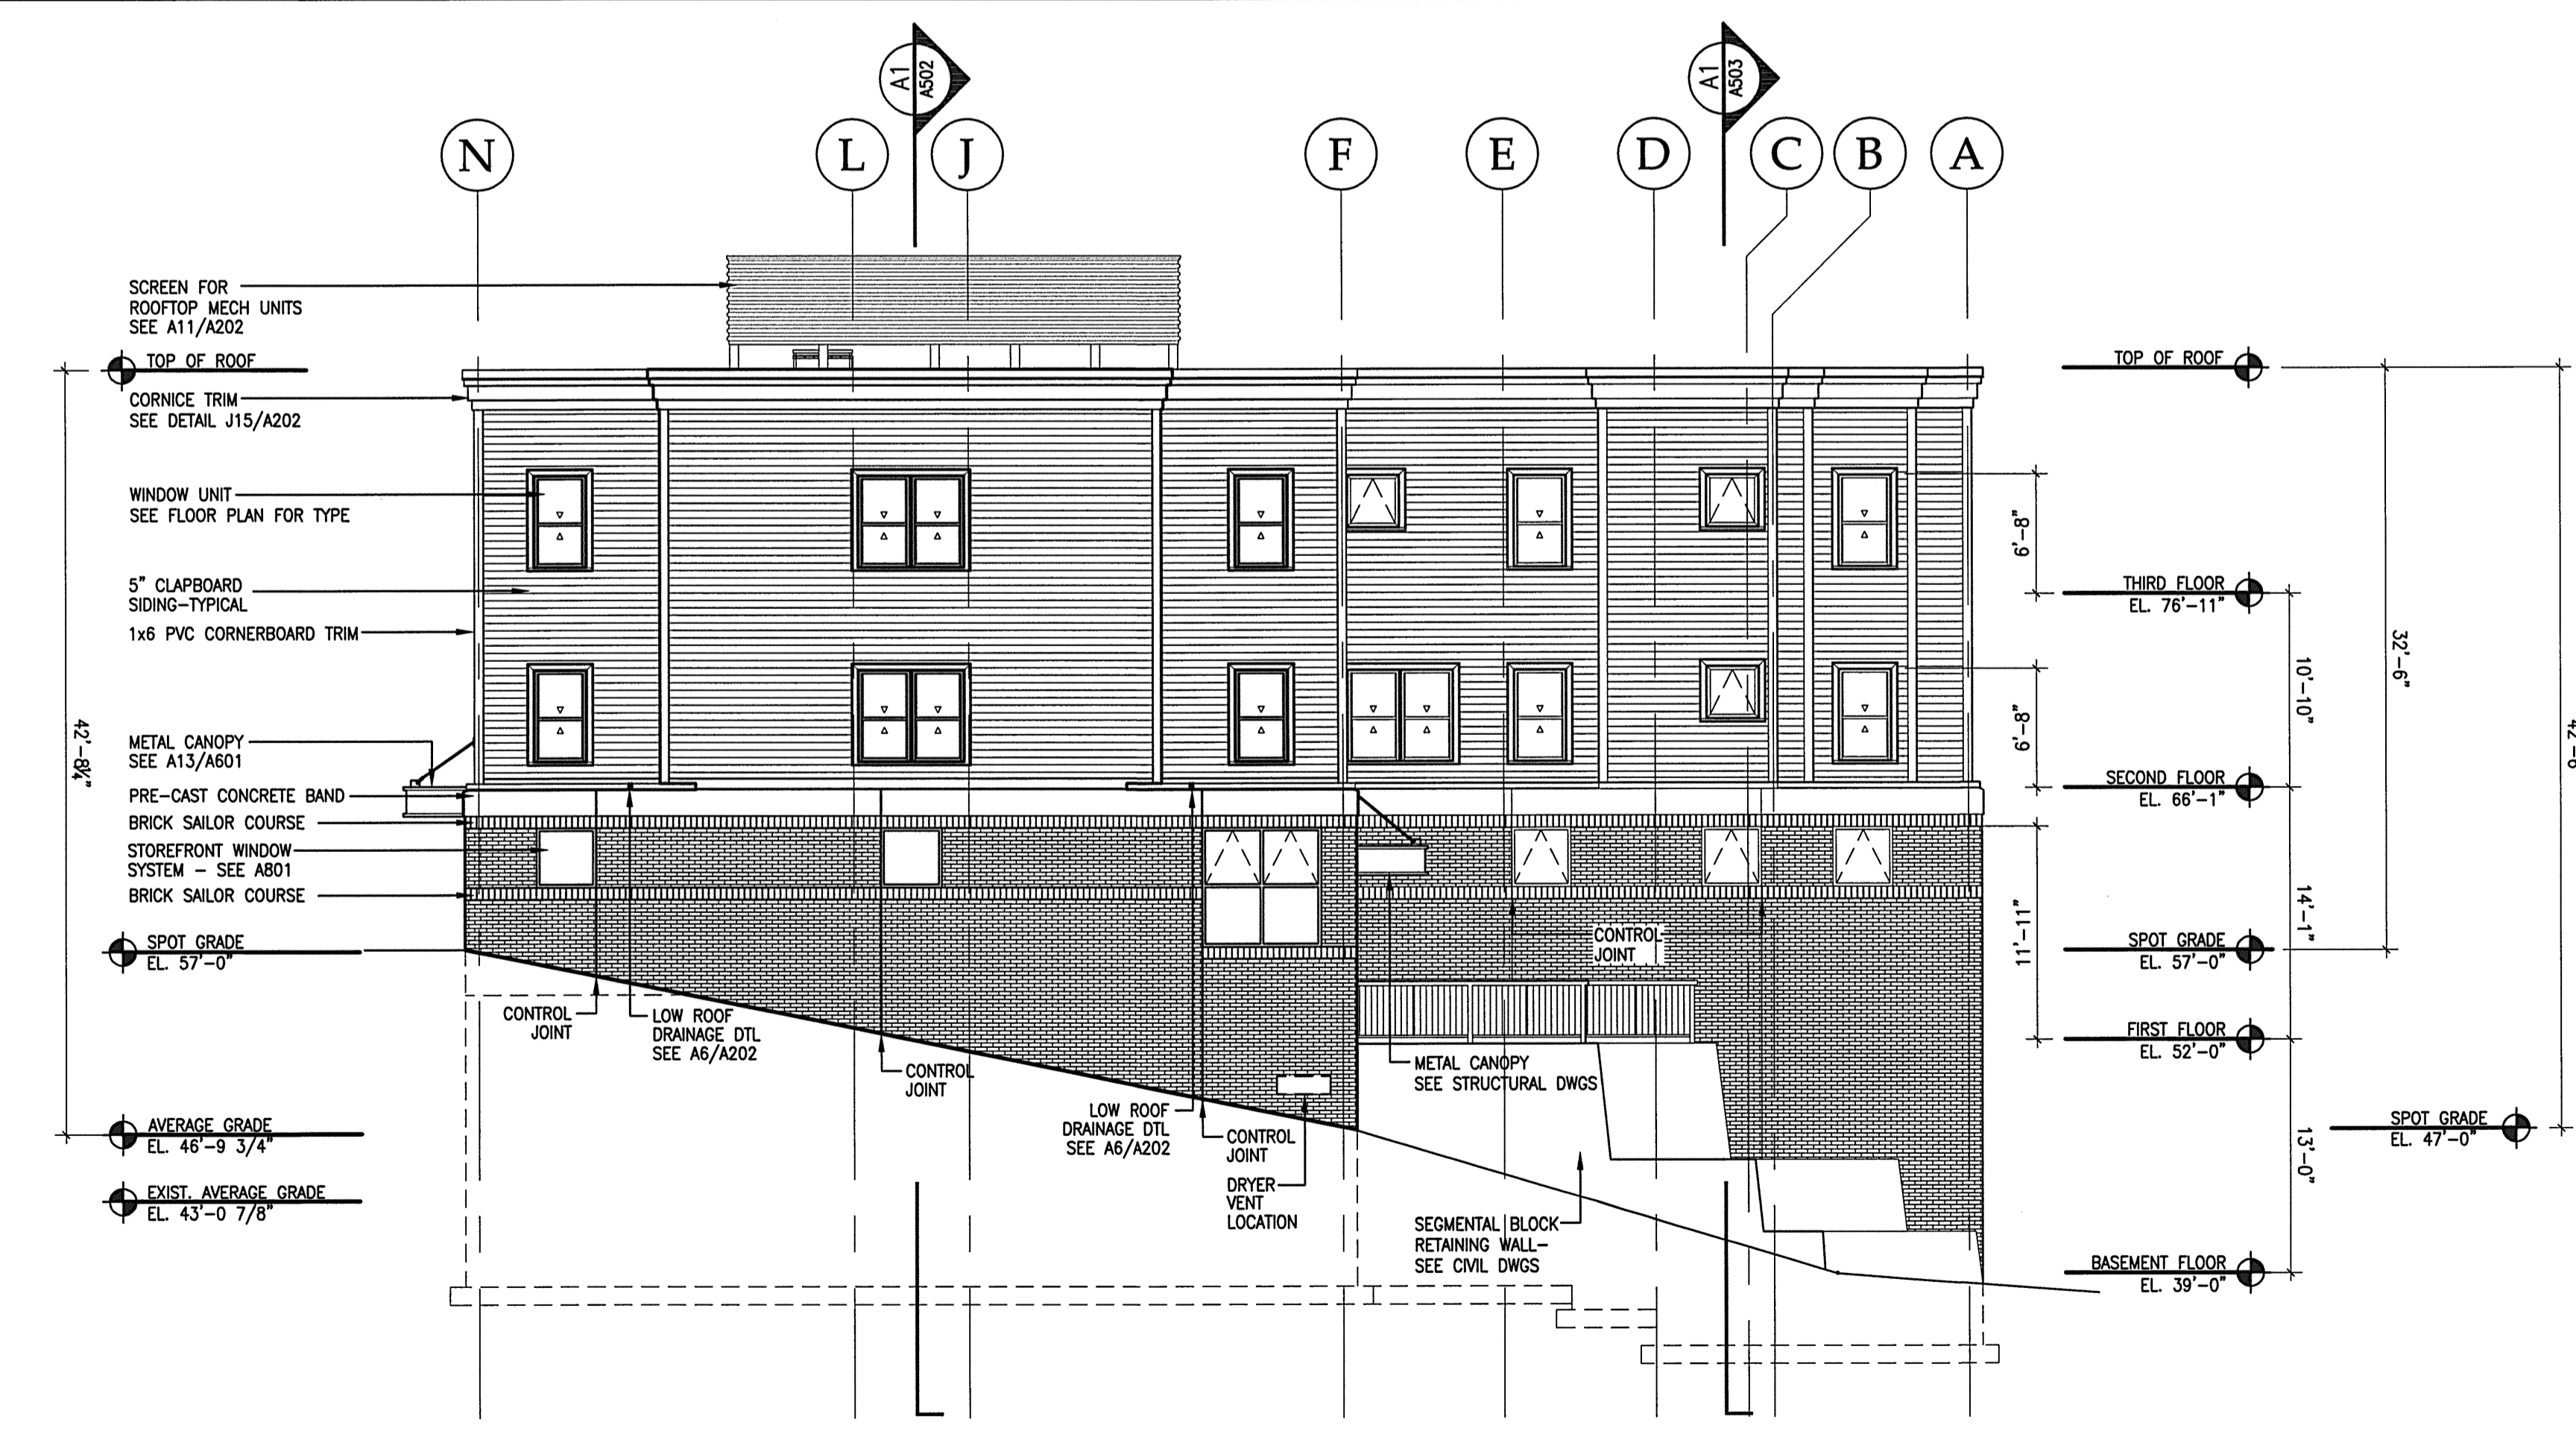 A1
A502
A1
A503
N
L
J
F
E
D
C
B
A
SCREEN FOR
ROOFTOP MECH UNITS
SEE A11/A202
TOP OF ROOF
CORNICE TRIM
SEE DETAIL J15/A202
WINDOW UNIT
SEE FLOOR PLAN FOR TYPE
5" CLAPBOARD
SIDING-TYPICAL
1x6 PVC CORNERBOARD TRIM
METAL CANOPY
SEE A13/A601
PRE-CAST CONCRETE BAND
BRICK SAILOR COURSE
STOREFRONT WINDOW
SYSTEM - SEE A801
BRICK SAILOR COURSE
SPOT GRADE
EL. 57'-0"
AVERAGE GRADE
EL. 46'-9 3/4"
EXIST. AVERAGE GRADE
EL. 43'-0 7/8"
42'-8¼"
CONTROL
JOINT
LOW ROOF
DRAINAGE DTL
SEE A6/A202
CONTROL
JOINT
LOW ROOF
DRAINAGE DTL
SEE A6/A202
CONTROL
JOINT
DRYER
VENT
LOCATION
CONTROL
JOINT
METAL CANOPY
SEE STRUCTURAL DWGS
SEGMENTAL BLOCK
RETAINING WALL-
SEE CIVIL DWGS
TOP OF ROOF
6'-8"
THIRD FLOOR
EL. 76'-11"
6'-8"
10'-10"
32'-6"
SECOND FLOOR
EL. 66'-1"
11'-11"
14'-1"
SPOT GRADE
EL. 57'-0"
FIRST FLOOR
EL. 52'-0"
13'-0"
SPOT GRADE
EL. 47'-0"
BASEMENT FLOOR
EL. 39'-0"